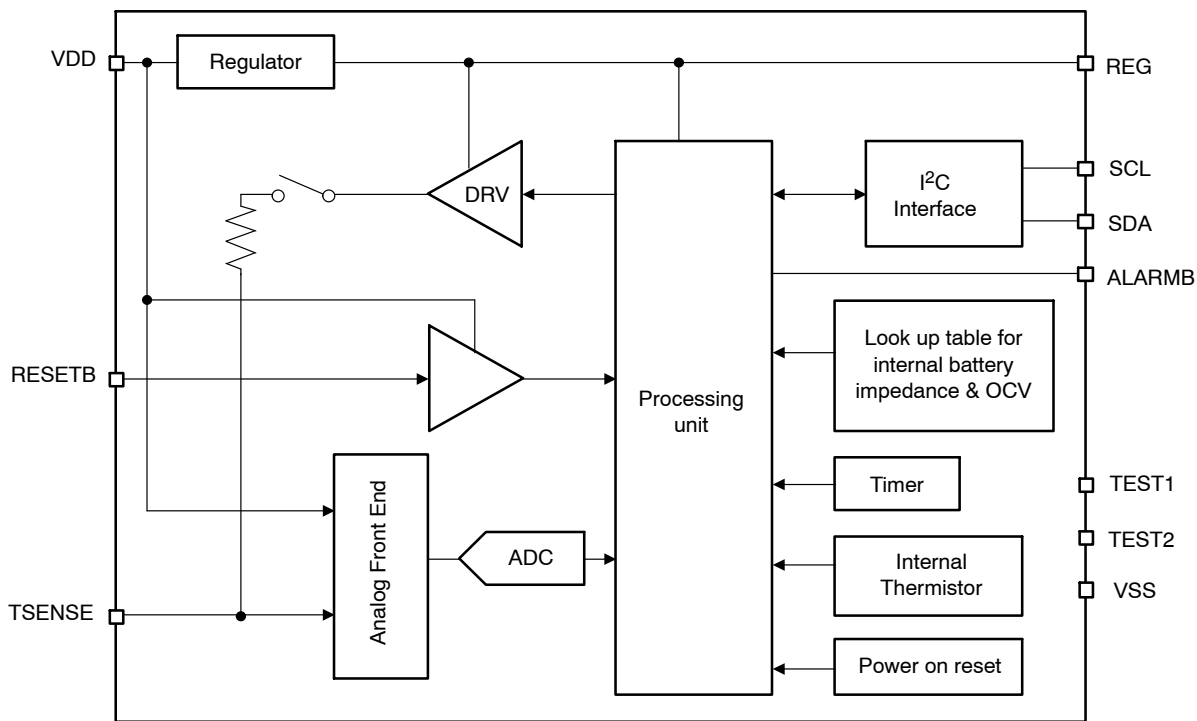 VDD
Regulator
REG
DRV
I²C
Interface
SCL
SDA
ALARMB
Look up table for
internal battery
impedance & OCV
RESETB
Processing
unit
Timer
TEST1
Analog Front End
ADC
TEST2
Internal
Thermistor
VSS
TSENSE
Power on reset